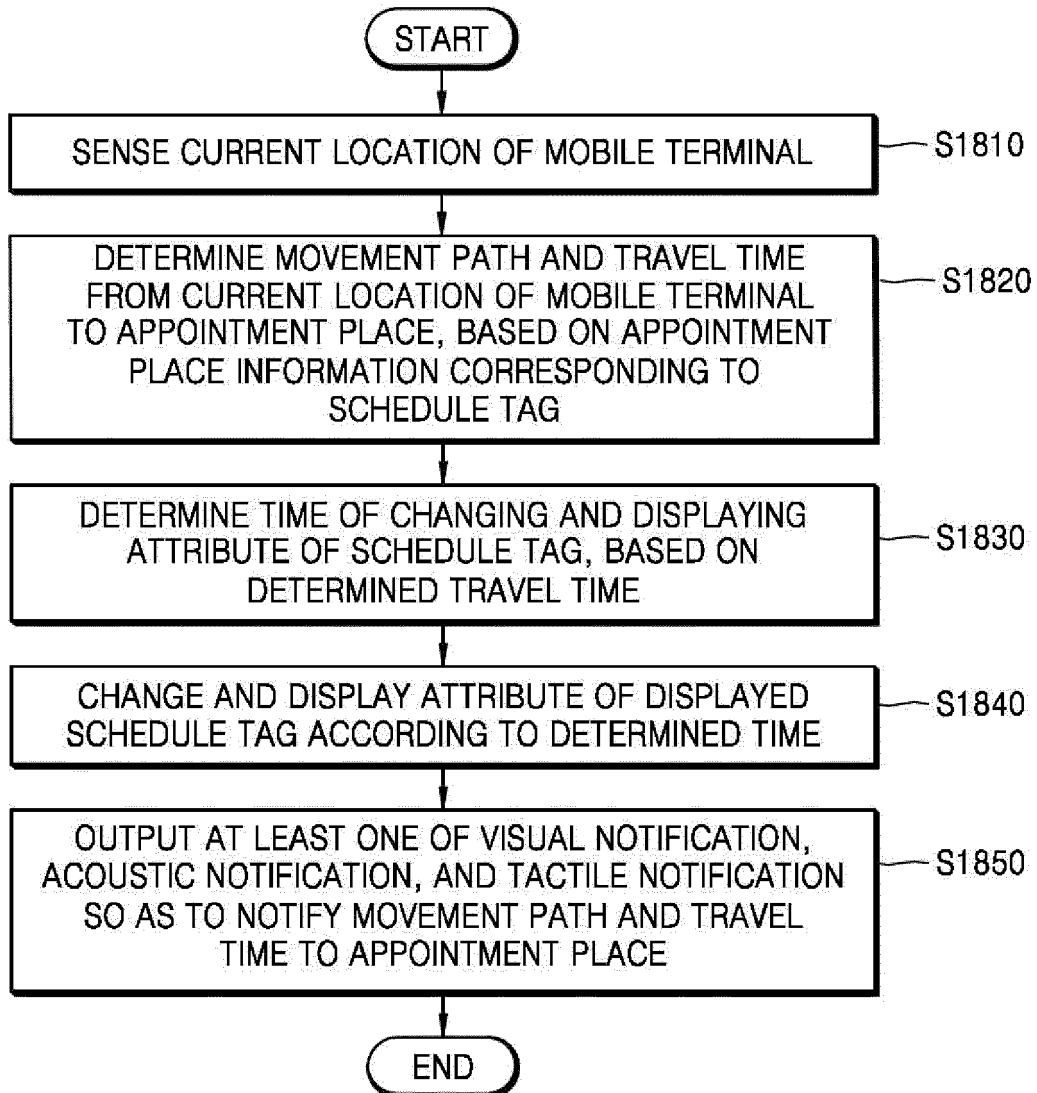 START
SENSE CURRENT LOCATION OF MOBILE TERMINAL
S1810
DETERMINE MOVEMENT PATH AND TRAVEL TIME
FROM CURRENT LOCATION OF MOBILE TERMINAL
TO APPOINTMENT PLACE, BASED ON APPOINTMENT
PLACE INFORMATION CORRESPONDING TO
SCHEDULE TAG
S1820
DETERMINE TIME OF CHANGING AND DISPLAYING
ATTRIBUTE OF SCHEDULE TAG, BASED ON
DETERMINED TRAVEL TIME
S1830
CHANGE AND DISPLAY ATTRIBUTE OF DISPLAYED
SCHEDULE TAG ACCORDING TO DETERMINED TIME
S1840
OUTPUT AT LEAST ONE OF VISUAL NOTIFICATION,
ACOUSTIC NOTIFICATION, AND TACTILE NOTIFICATION
SO AS TO NOTIFY MOVEMENT PATH AND TRAVEL
TIME TO APPOINTMENT PLACE
S1850
END